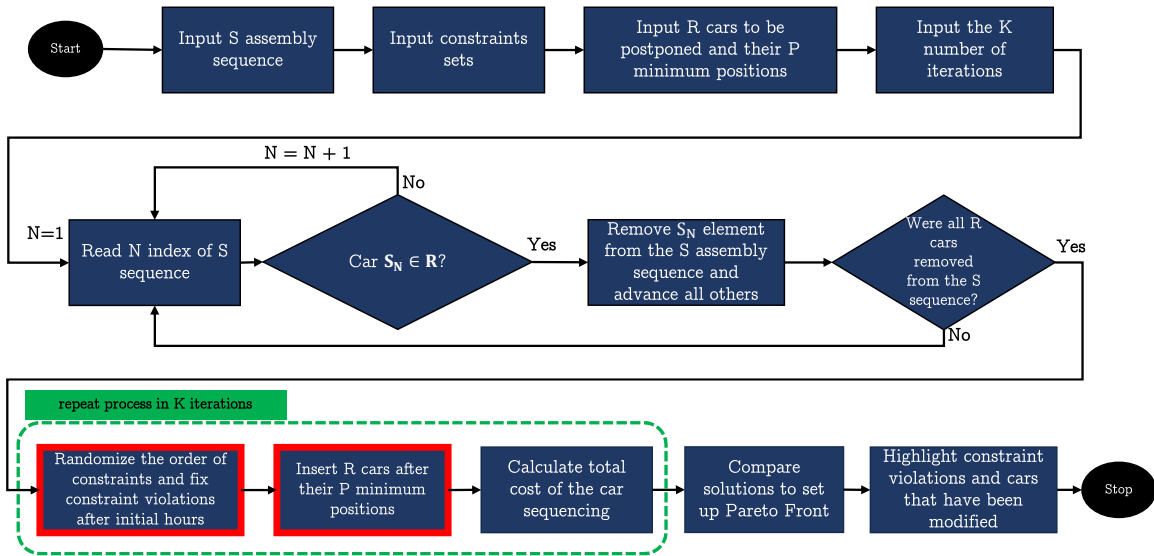 Start
Input S assembly
sequence
Input constraints
sets
Input R cars to be
postponed and their P
minimum positions
Input the K
number of
iterations
N = N + 1
No
N=1
Read N index of S
sequence
Car S_N ∈ R?
Yes
Remove S_N element
from the S assembly
sequence and
advance all others
Were all R
cars
removed
from the S
sequence?
Yes
No
repeat process in K iterations
Randomize the order of
constraints and fix
constraint violations
after initial hours
Insert R cars after
their P minimum
positions
Calculate total
cost of the car
sequencing
Compare
solutions to set
up Pareto Front
Highlight constraint
violations and cars
that have been
modified
Stop